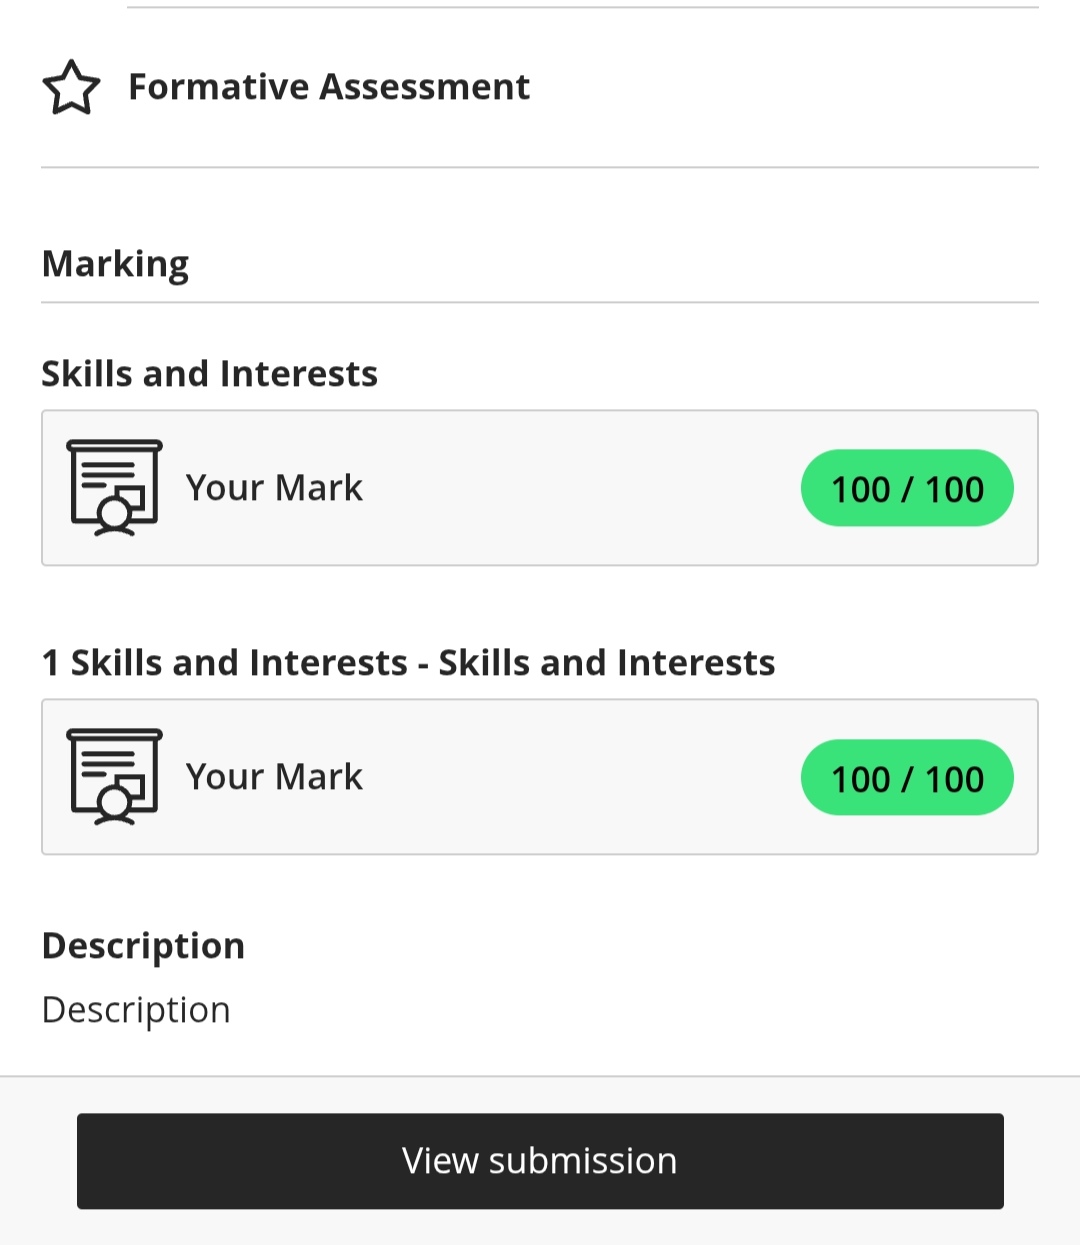 Formative Assessment
Marking
Skills and Interests
Your Mark
100 / 100
1 Skills and Interests - Skills and Interests
Your Mark
100 / 100
Description
Description
View submission